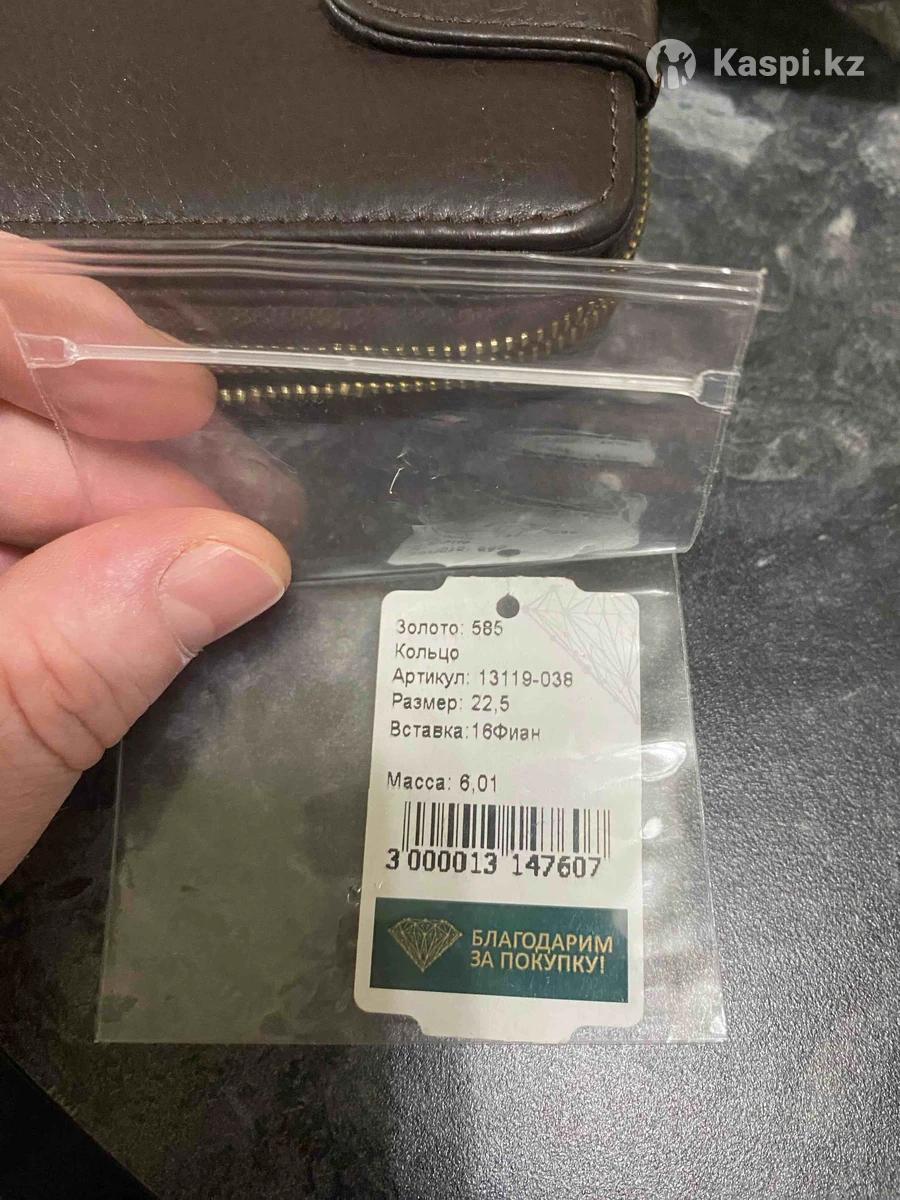 Kaspi.kz
Золото: 585
Кольцо
Артикул: 13119-038
Размер: 22,5
Вставка:16Фиан
Масса: 6,01
3 000013 147607
БЛАГОДАРИМ
ЗА ПОКУПКУ!